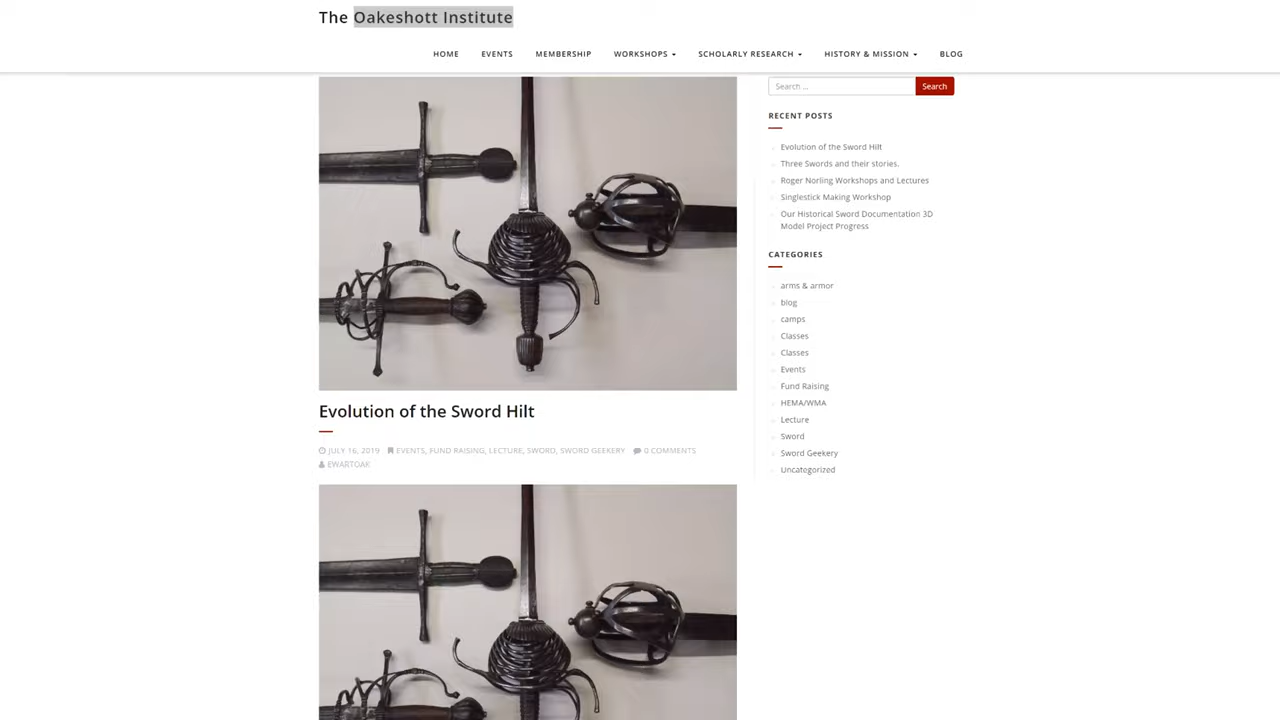 The Oakeshott Institute
HOME EVENTS MEMBERSHIP WORKSHOPS SCHOLARLY RESEARCH HISTORY & MISSION BLOG
Search ... Search
RECENT POSTS
Evolution of the Sword Hilt
Three Swords and their stories.
Roger Norling Workshops and Lectures
Singlestick Making Workshop
Our Historical Sword Documentation 3D
Model Project Progress
CATEGORIES
arms & armor
blog
camps
Classes
Classes
Events
Fund Raising
HEMA/WMA
Lecture
Sword
Sword Geekery
Uncategorized
Evolution of the Sword Hilt
JULY 16, 2019 EVENTS, FUND RAISING, LECTURE, SWORD, SWORD GEEKERY 0 COMMENTS
EWARTOAK